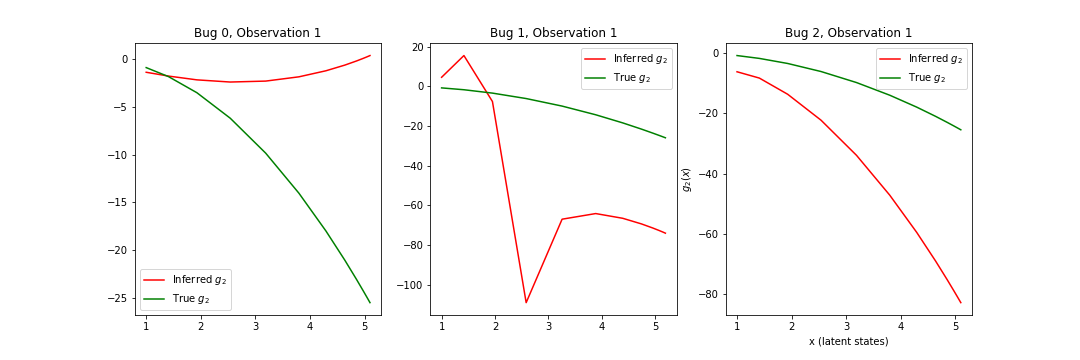 Bug 0, Observation 1
0
−5
−10
−15
−20
−25
1 2 3 4 5
Inferred g₂
True g₂
Bug 1, Observation 1
20
0
−20
−40
−60
−80
−100
1 2 3 4 5
Inferred g₂
True g₂
Bug 2, Observation 1
g₂(x)
0
−20
−40
−60
−80
1 2 3 4 5
x (latent states)
Inferred g₂
True g₂